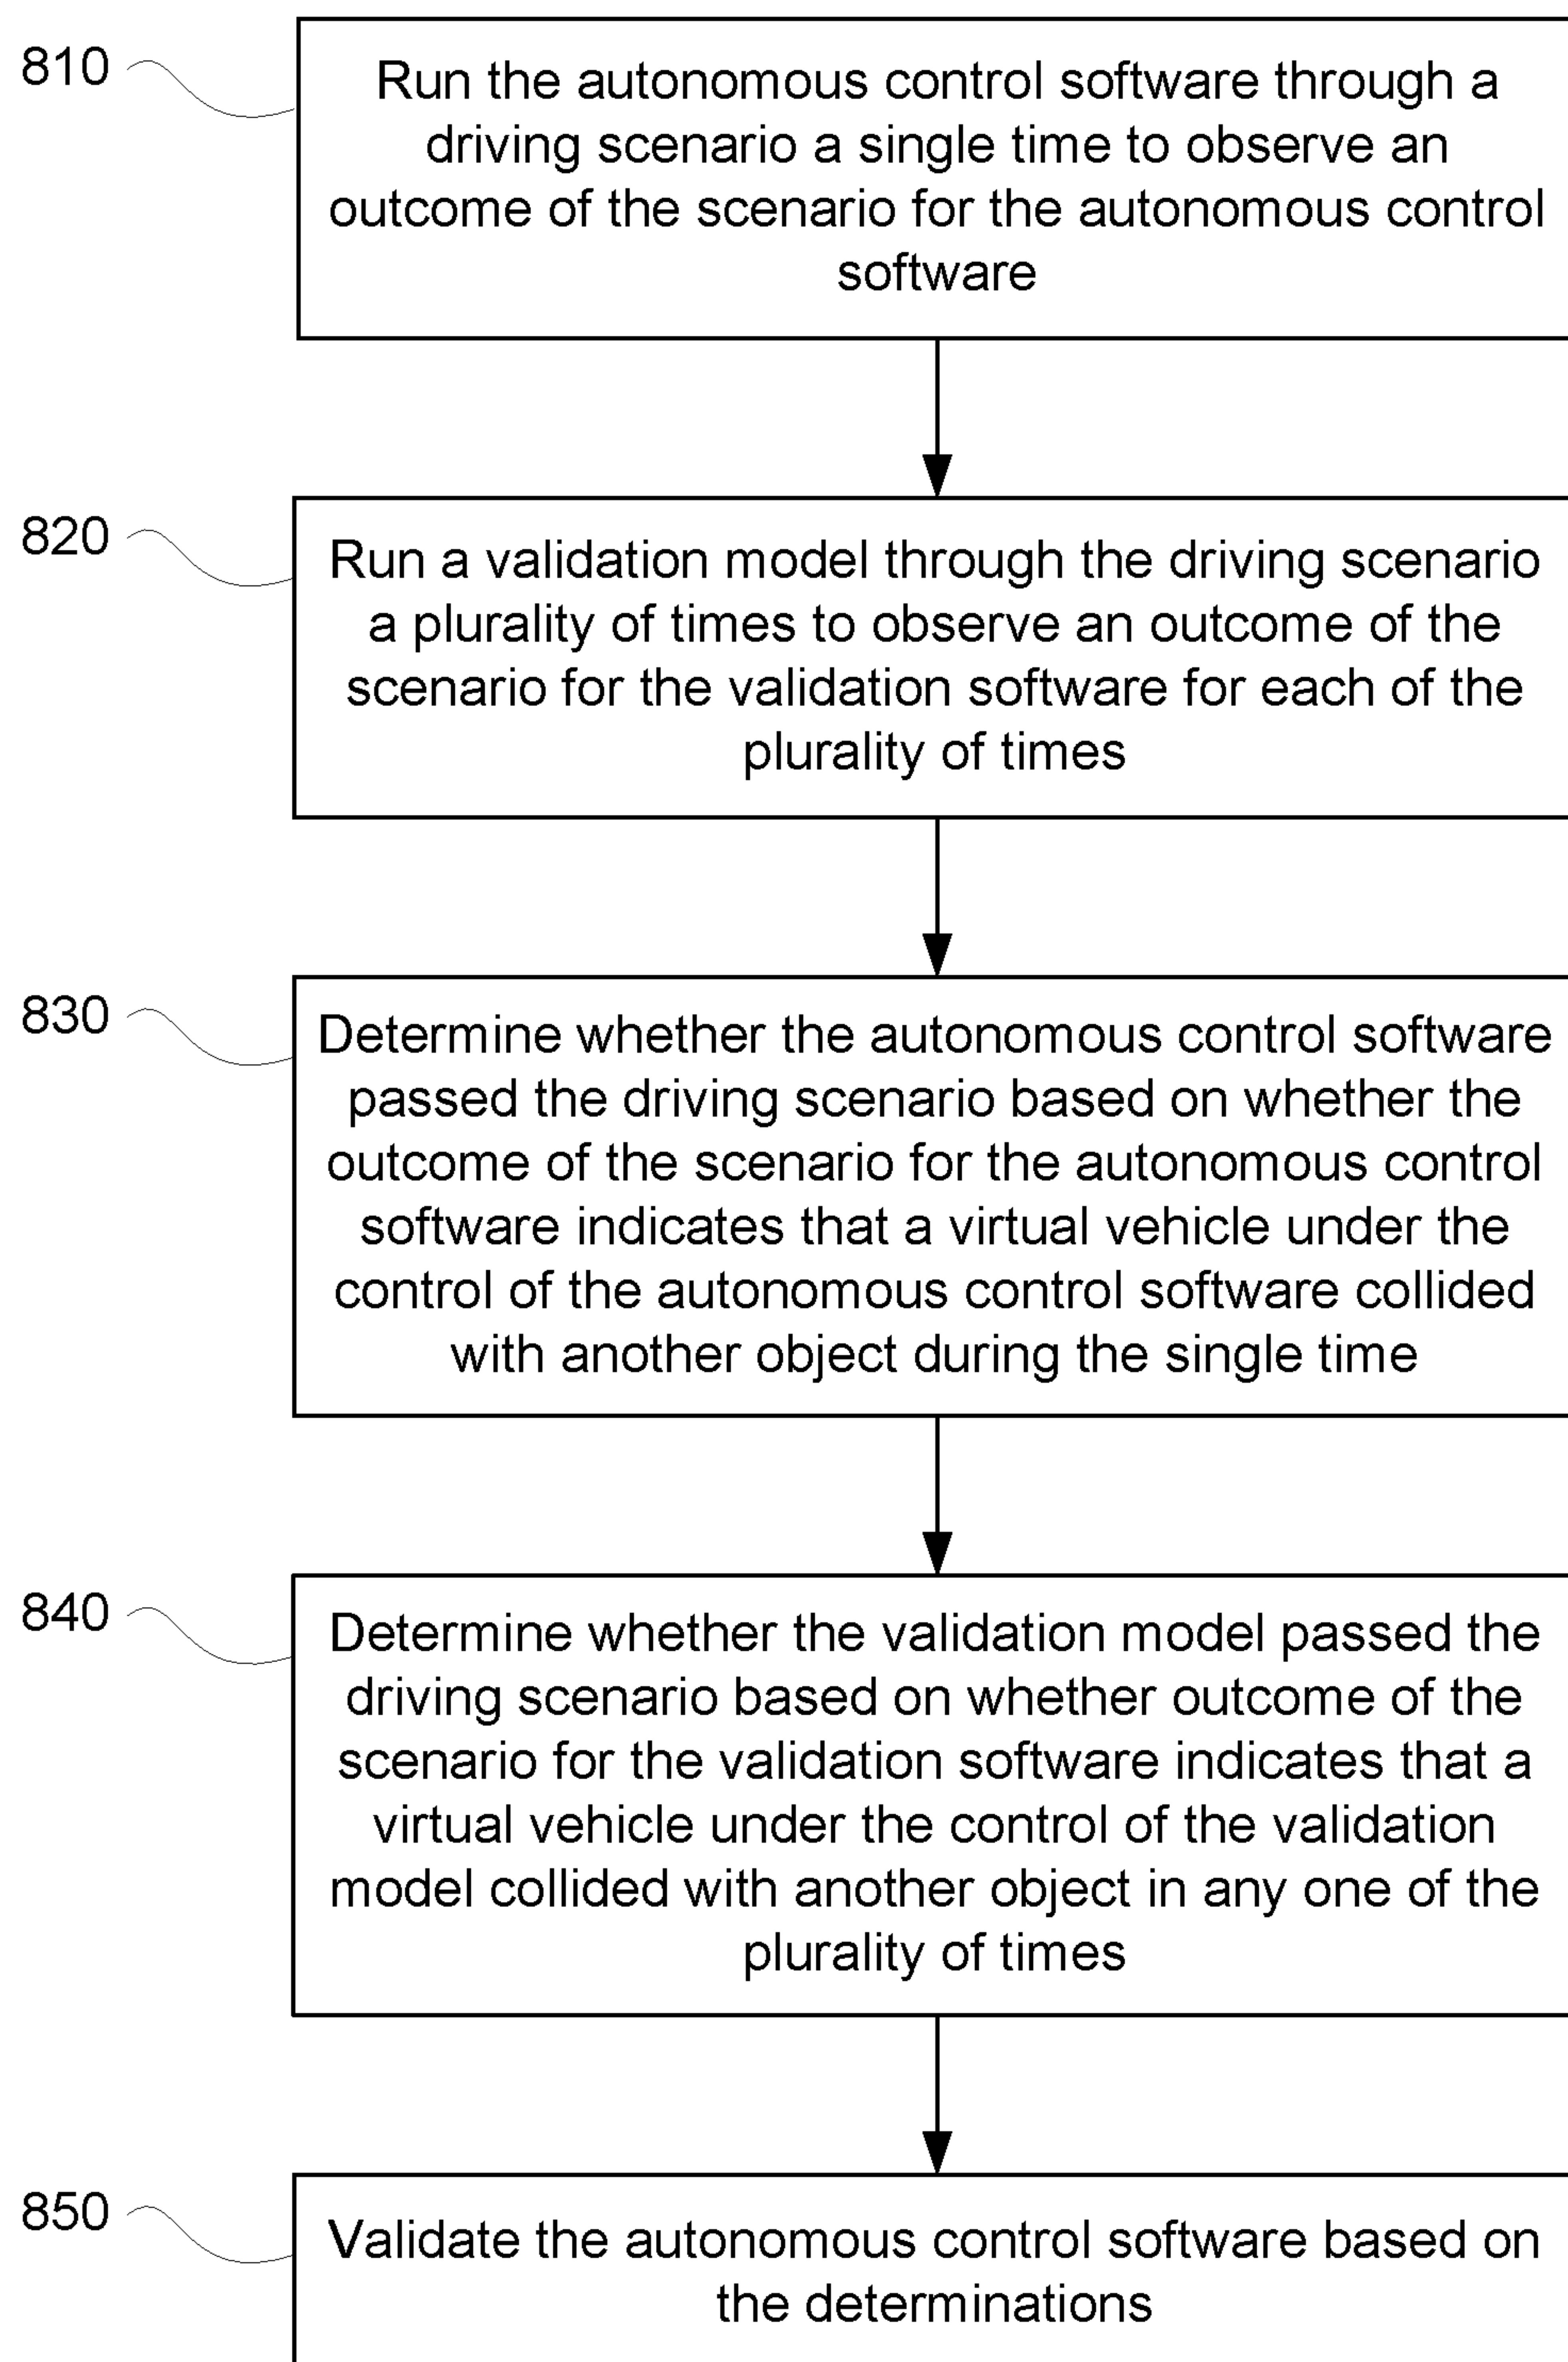 810
Run the autonomous control software through a
driving scenario a single time to observe an
outcome of the scenario for the autonomous control
software
820
Run a validation model through the driving scenario
a plurality of times to observe an outcome of the
scenario for the validation software for each of the
plurality of times
830
Determine whether the autonomous control software
passed the driving scenario based on whether the
outcome of the scenario for the autonomous control
software indicates that a virtual vehicle under the
control of the autonomous control software collided
with another object during the single time
840
Determine whether the validation model passed the
driving scenario based on whether outcome of the
scenario for the validation software indicates that a
virtual vehicle under the control of the validation
model collided with another object in any one of the
plurality of times
850
Validate the autonomous control software based on
the determinations